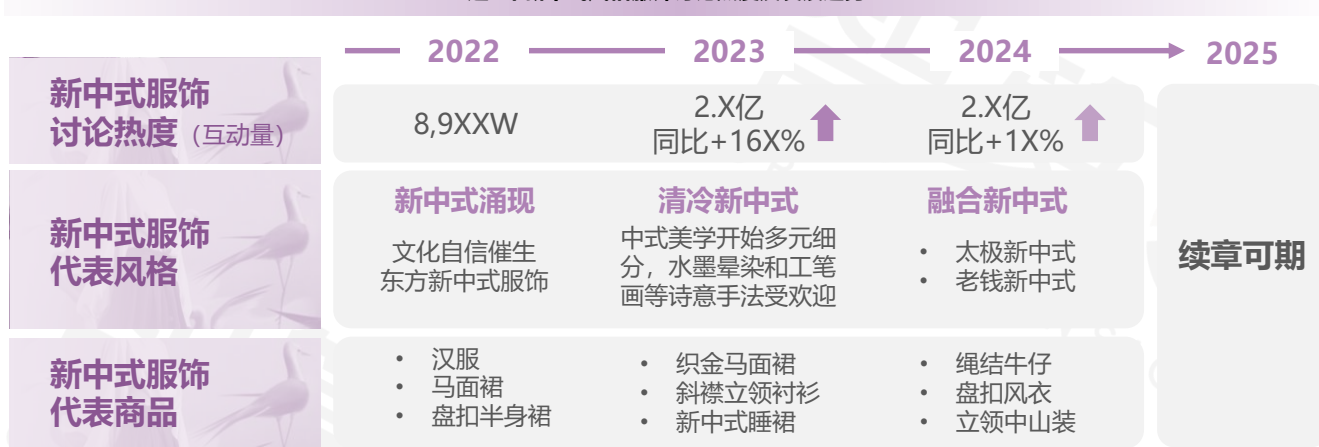 2022
2023
2024
2025
新中式服饰
讨论热度（互动量）
8,9XXW
2.X亿
同比+16X%
2.X亿
同比+1X%
新中式服饰
代表风格
新中式涌现
文化自信催生
东方新中式服饰
清冷新中式
中式美学开始多元细
分，水墨晕染和工笔
画等诗意手法受欢迎
融合新中式
• 太极新中式
• 老钱新中式
续章可期
新中式服饰
代表商品
• 汉服
• 马面裙
• 盘扣半身裙
• 织金马面裙
• 斜襟立领衬衫
• 新中式睡裙
• 绳结牛仔
• 盘扣风衣
• 立领中山装